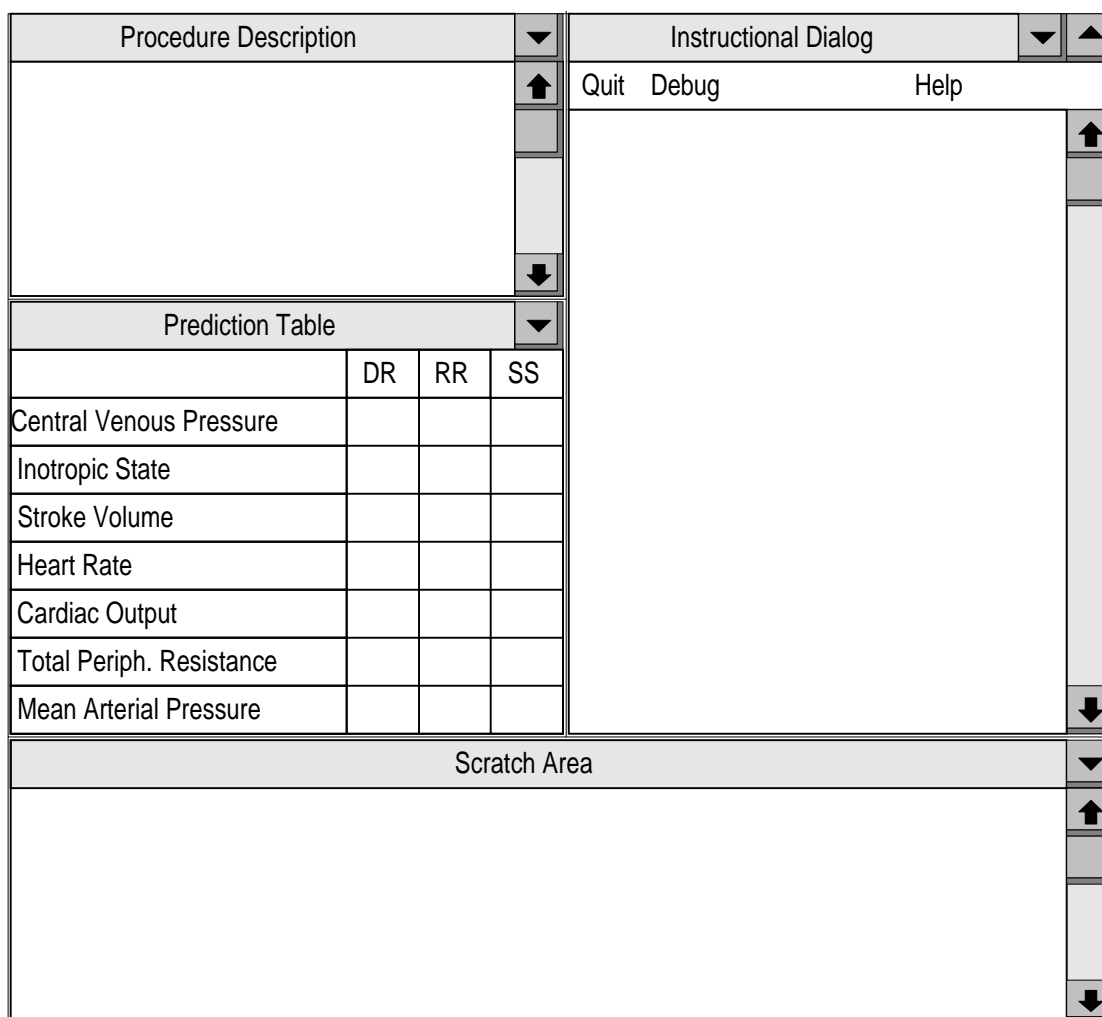 Procedure Description
Instructional Dialog
Quit Debug Help
Prediction Table
DR RR SS
Central Venous Pressure
Inotropic State
Stroke Volume
Heart Rate
Cardiac Output
Total Periph. Resistance
Mean Arterial Pressure
Scratch Area